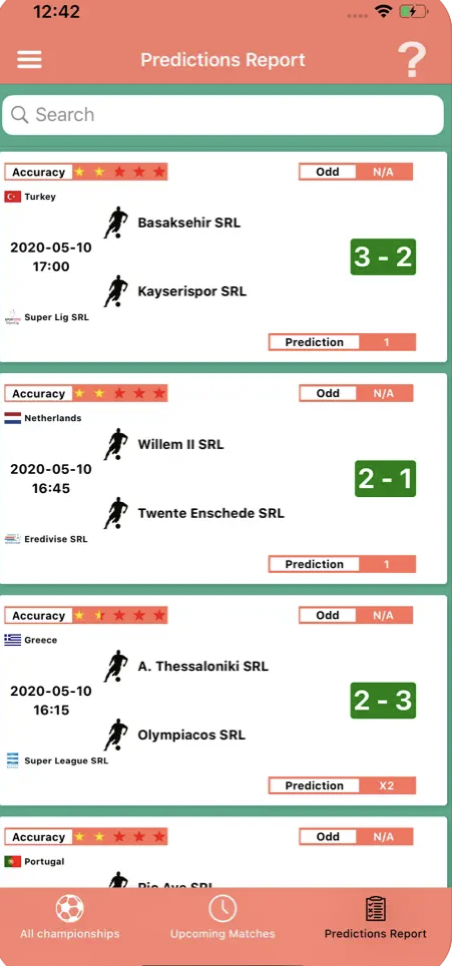 12:42
Predictions Report
?
Search
Accuracy
Odd N/A
Turkey
Basaksehir SRL
2020-05-10
17:00
3 - 2
Kayserispor SRL
Super Lig SRL
Prediction 1
Accuracy
Odd N/A
Netherlands
Willem II SRL
2020-05-10
16:45
2 - 1
Twente Enschede SRL
Eredivise SRL
Prediction 1
Accuracy
Odd N/A
Greece
A. Thessaloniki SRL
2020-05-10
16:15
2 - 3
Olympiacos SRL
Super League SRL
Prediction X2
Accuracy
Odd N/A
Portugal
Rio Ave SRL
All championships
Upcoming Matches
Predictions Report